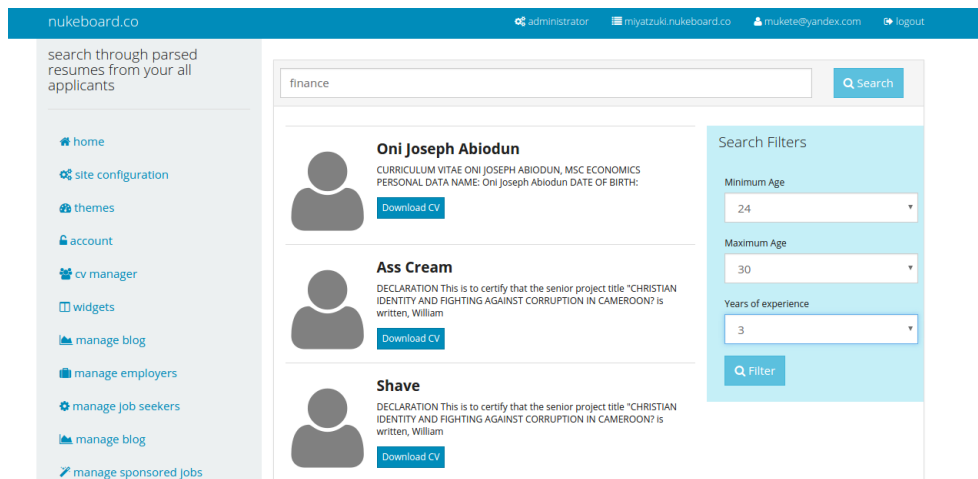 nukeboard.co
administrator
miyatzuki.nukeboard.co
mukete@yandex.com
logout
search through parsed
resumes from your all
applicants
home
site configuration
themes
account
cv manager
widgets
manage blog
manage employers
manage job seekers
manage blog
manage sponsored jobs
finance
Search
Oni Joseph Abiodun
CURRICULUM VITAE ONI JOSEPH ABIODUN, MSC ECONOMICS
PERSONAL DATA NAME: Oni Joseph Abiodun DATE OF BIRTH:
Download CV
Ass Cream
DECLARATION This is to certify that the senior project title "CHRISTIAN
IDENTITY AND FIGHTING AGAINST CORRUPTION IN CAMEROON? is
written, William
Download CV
Shave
DECLARATION This is to certify that the senior project title "CHRISTIAN
IDENTITY AND FIGHTING AGAINST CORRUPTION IN CAMEROON? is
written, William
Download CV
Search Filters
Minimum Age
24
Maximum Age
30
Years of experience
3
Filter